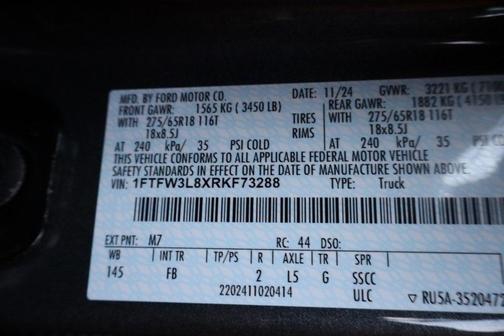 MFD. BY FORD MOTOR CO. 11/24 GVWR: 3221 KG
FRONT GAWR: 1565 KG (3450 LB) REAR GAWR: 1882 KG
WITH 275/65R18 116T TIRES WITH 275/65R18 116T
18x8.5J RIMS 18x8.5J
AT 240 kPa/ 35 PSI COLD AT 240 kPa/ 35
THIS VEHICLE CONFORMS TO ALL APPLICABLE FEDERAL MOTOR VEHICLE
SAFETY STANDARDS IN EFFECT ON THE DATE OF MANUFACTURE SHOWN ABOVE.
VIN: 1FTFW3L8XRKF73288 TYPE: Truck
EXT PNT: M7 RC: 44 DSO:
WB INT TR TP/PS R AXLE TR SPR
145 FB 2 L5 G SSCC
2202411020414 ULC ▽ RU5A-3520472